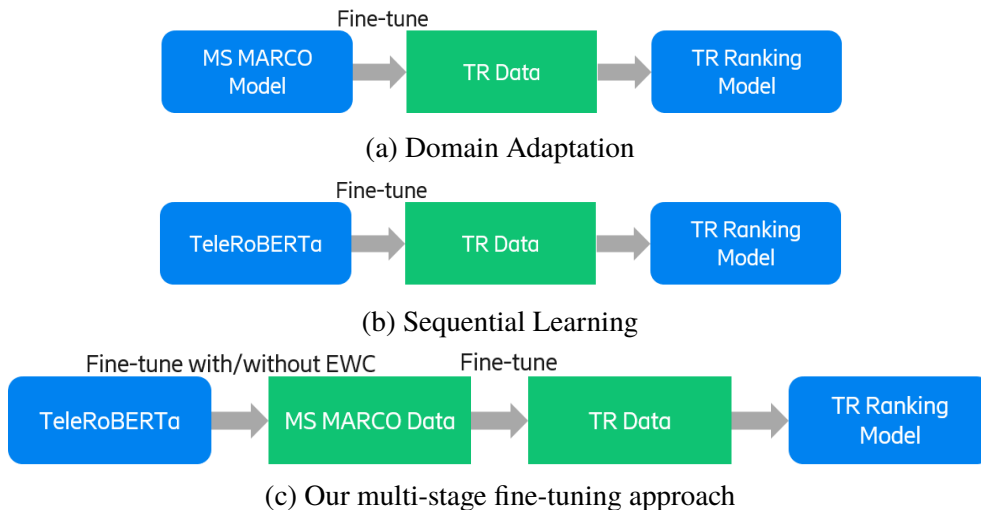 Fine-tune
MS MARCO
Model
TR Data
TR Ranking
Model
(a) Domain Adaptation
Fine-tune
TeleRoBERTa
TR Data
TR Ranking
Model
(b) Sequential Learning
Fine-tune with/without EWC
Fine-tune
TeleRoBERTa
MS MARCO Data
TR Data
TR Ranking
Model
(c) Our multi-stage fine-tuning approach